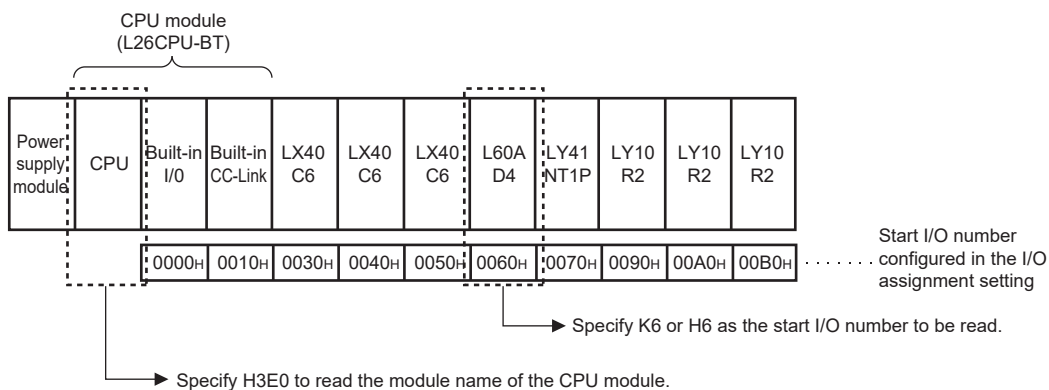 CPU module
(L26CPU-BT)
Power
supply
module
CPU
Built-in
I/0
Built-in
CC-Link
LX40
C6
LX40
C6
LX40
C6
L60A
D4
LY41
NT1P
LY10
R2
LY10
R2
LY10
R2
0000H 0010H 0030H 0040H 0050H 0060H 0070H 0090H 00A0H 00B0H
Start I/O number
configured in the I/O
assignment setting
Specify K6 or H6 as the start I/O number to be read.
Specify H3E0 to read the module name of the CPU module.